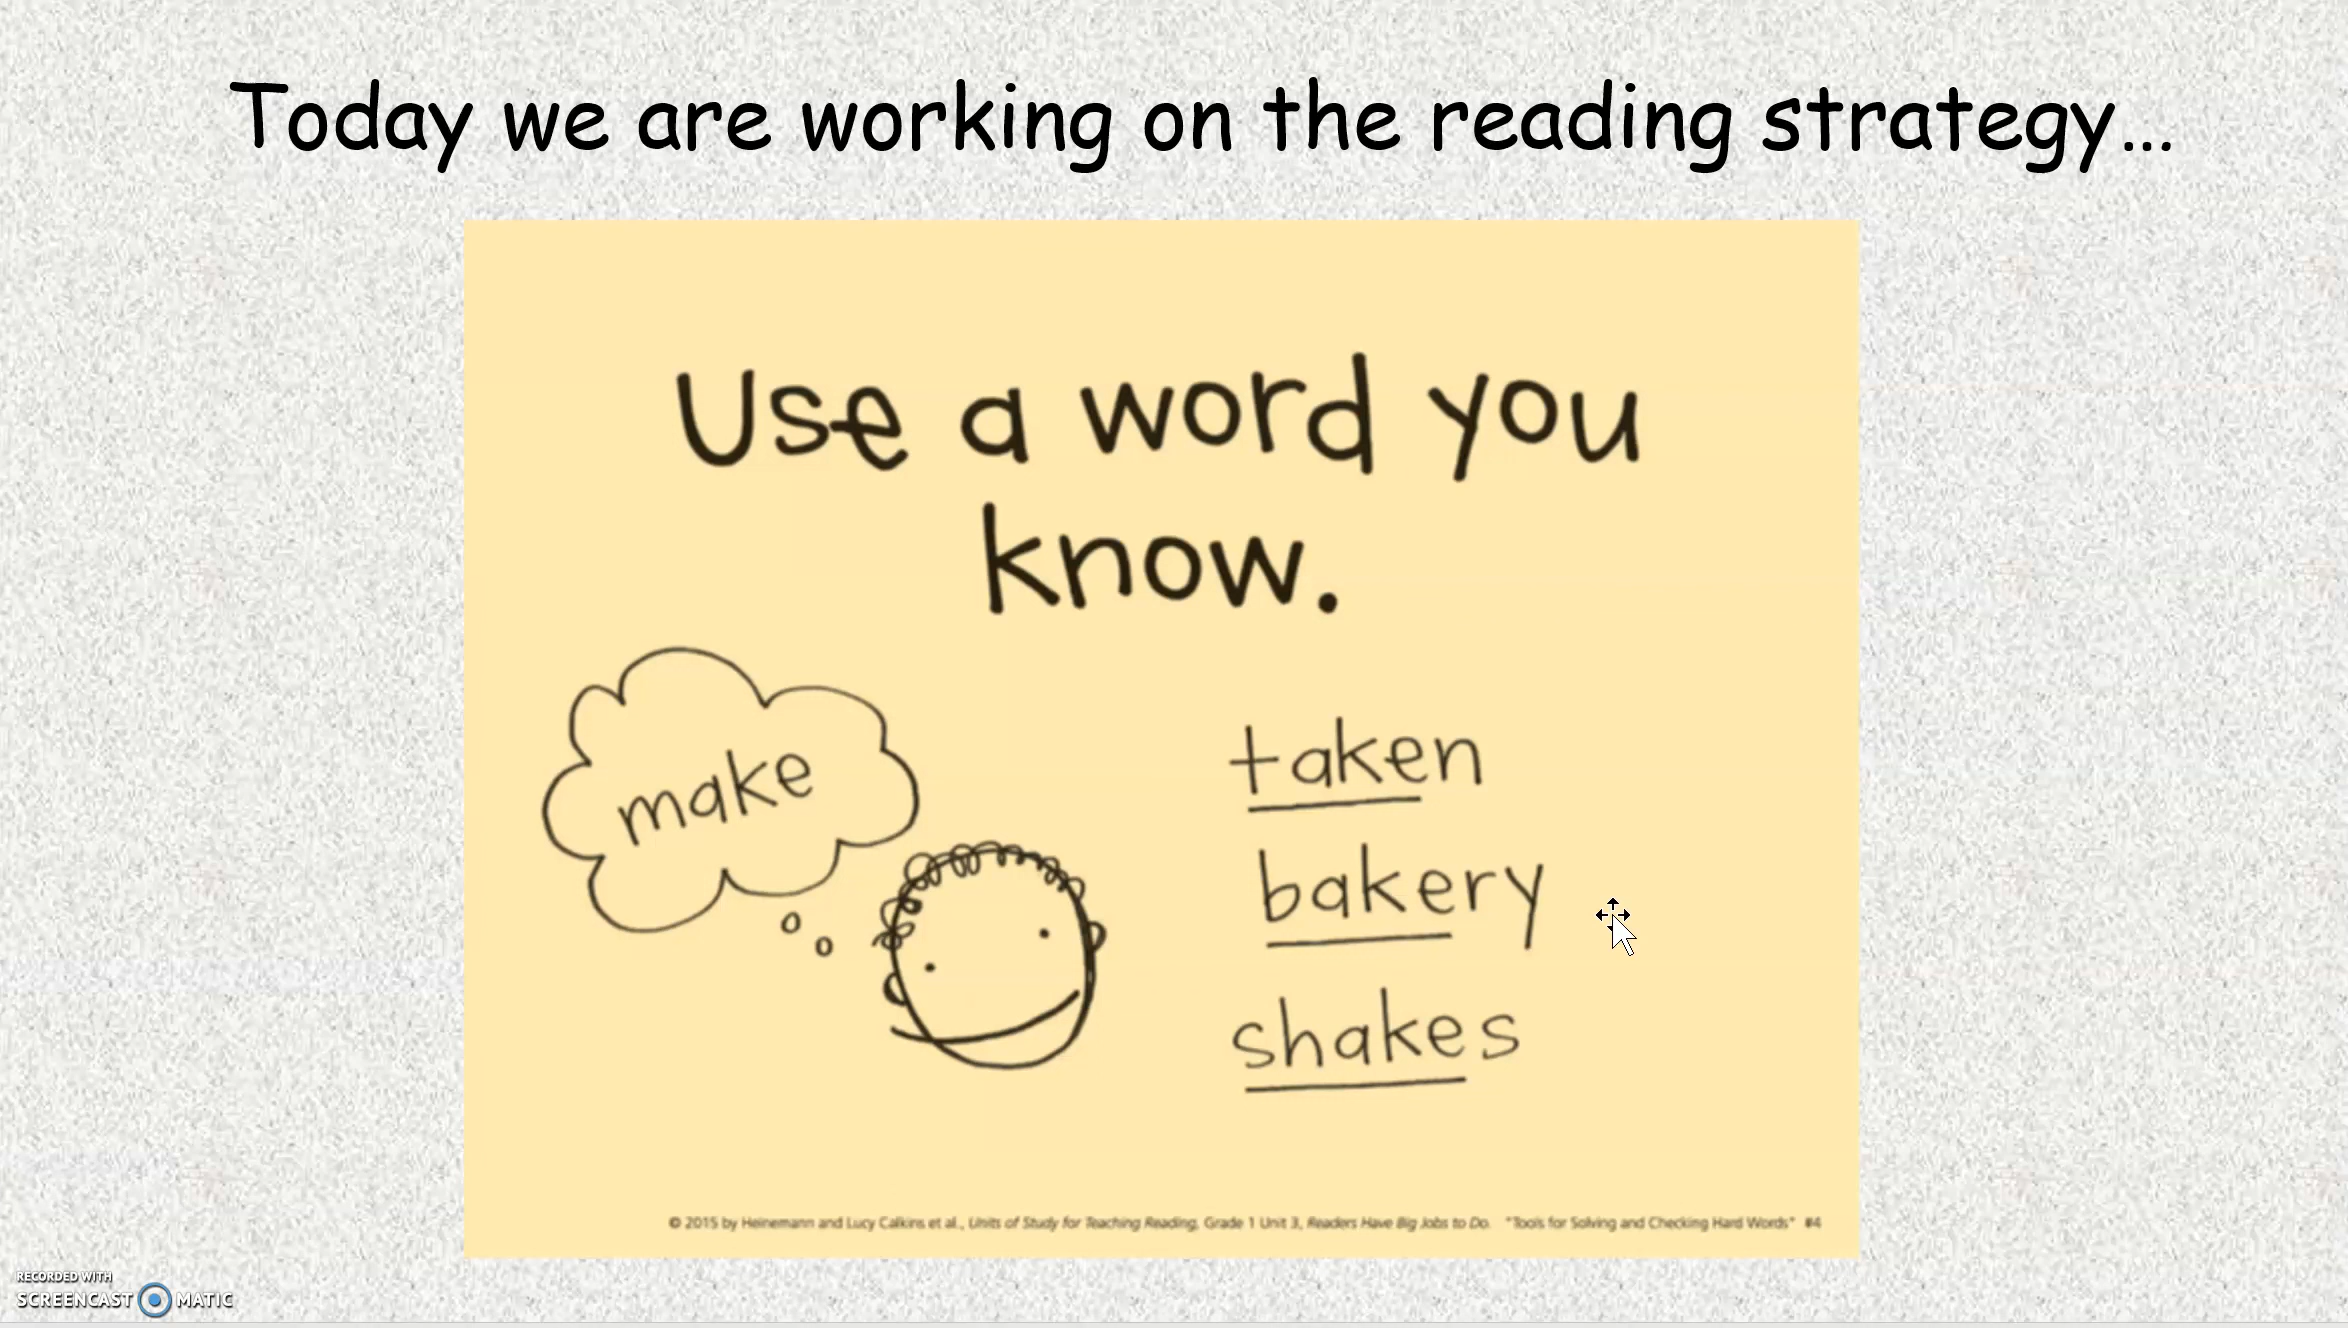 Today we are working on the reading strategy...
Use a word you
know.
make
taken
bakery
shakes
© 2015 by Heinemann and Lucy Calkins et al., Units of Study for Teaching Reading, Grade 1 Unit 3, Readers Have Big Jobs to Do. "Tools for Solving and Checking Hard Words" #4
RECORDED WITH
SCREENCAST MATIC